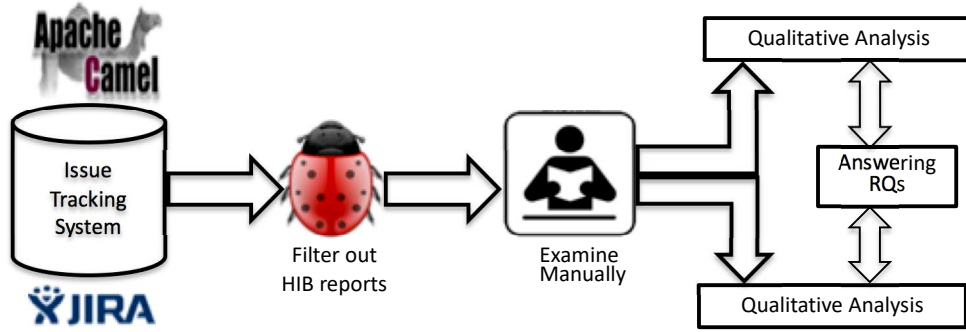 Apache
Camel
Issue
Tracking
System
JIRA
Filter out
HIB reports
Examine
Manually
Qualitative Analysis
Answering
RQs
Qualitative Analysis